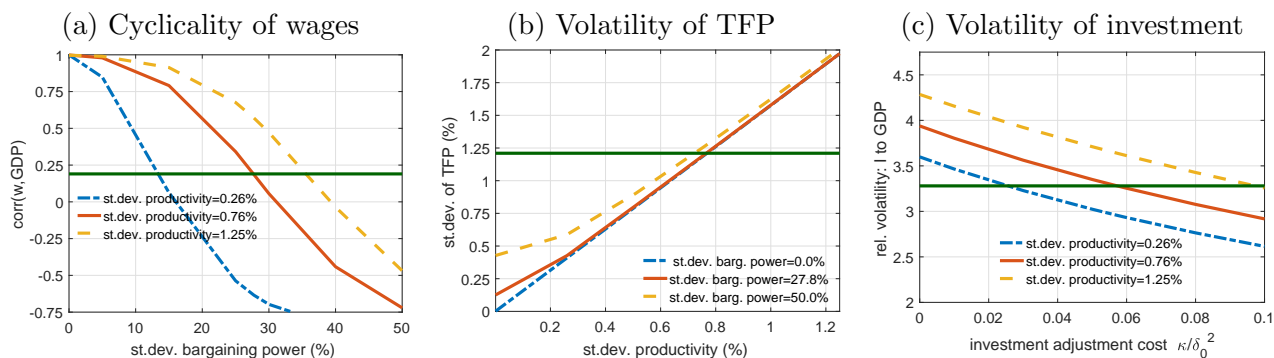 (a) Cyclicality of wages
1
0.75
0.5
0.25
0
-0.25
-0.5
-0.75
corr(w,GDP)
st.dev. productivity=0.26%
st.dev. productivity=0.76%
st.dev. productivity=1.25%
0 10 20 30 40 50
st.dev. bargaining power (%)
(b) Volatility of TFP
2
1.75
1.5
1.25
1
0.75
0.5
0.25
0
st.dev. of TFP (%)
st.dev. barg. power=0.0%
st.dev. barg. power=27.8%
st.dev. barg. power=50.0%
0.2 0.4 0.6 0.8 1 1.2
st.dev. productivity (%)
(c) Volatility of investment
4.5
4
3.5
3
2.5
2
rel. volatility: I to GDP
st.dev. productivity=0.26%
st.dev. productivity=0.76%
st.dev. productivity=1.25%
0 0.02 0.04 0.06 0.08 0.1
investment adjustment cost κ/δ₀²